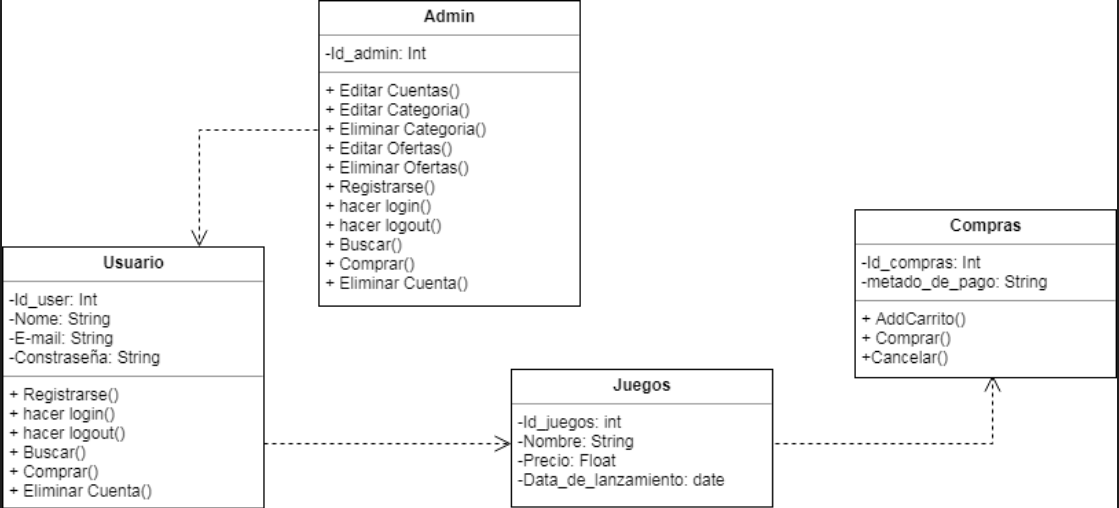 Admin
-Id_admin: Int
+ Editar Cuentas()
+ Editar Categoria()
+ Eliminar Categoria()
+ Editar Ofertas()
+ Eliminar Ofertas()
+ Registrarse()
+ hacer login()
+ hacer logout()
+ Buscar()
+ Comprar()
+ Eliminar Cuenta()
Usuario
-Id_user: Int
-Nome: String
-E-mail: String
-Constraseña: String
+ Registrarse()
+ hacer login()
+ hacer logout()
+ Buscar()
+ Comprar()
+ Eliminar Cuenta()
Juegos
-Id_juegos: int
-Nombre: String
-Precio: Float
-Data_de_lanzamiento: date
Compras
-Id_compras: Int
-metado_de_pago: String
+ AddCarrito()
+ Comprar()
+Cancelar()